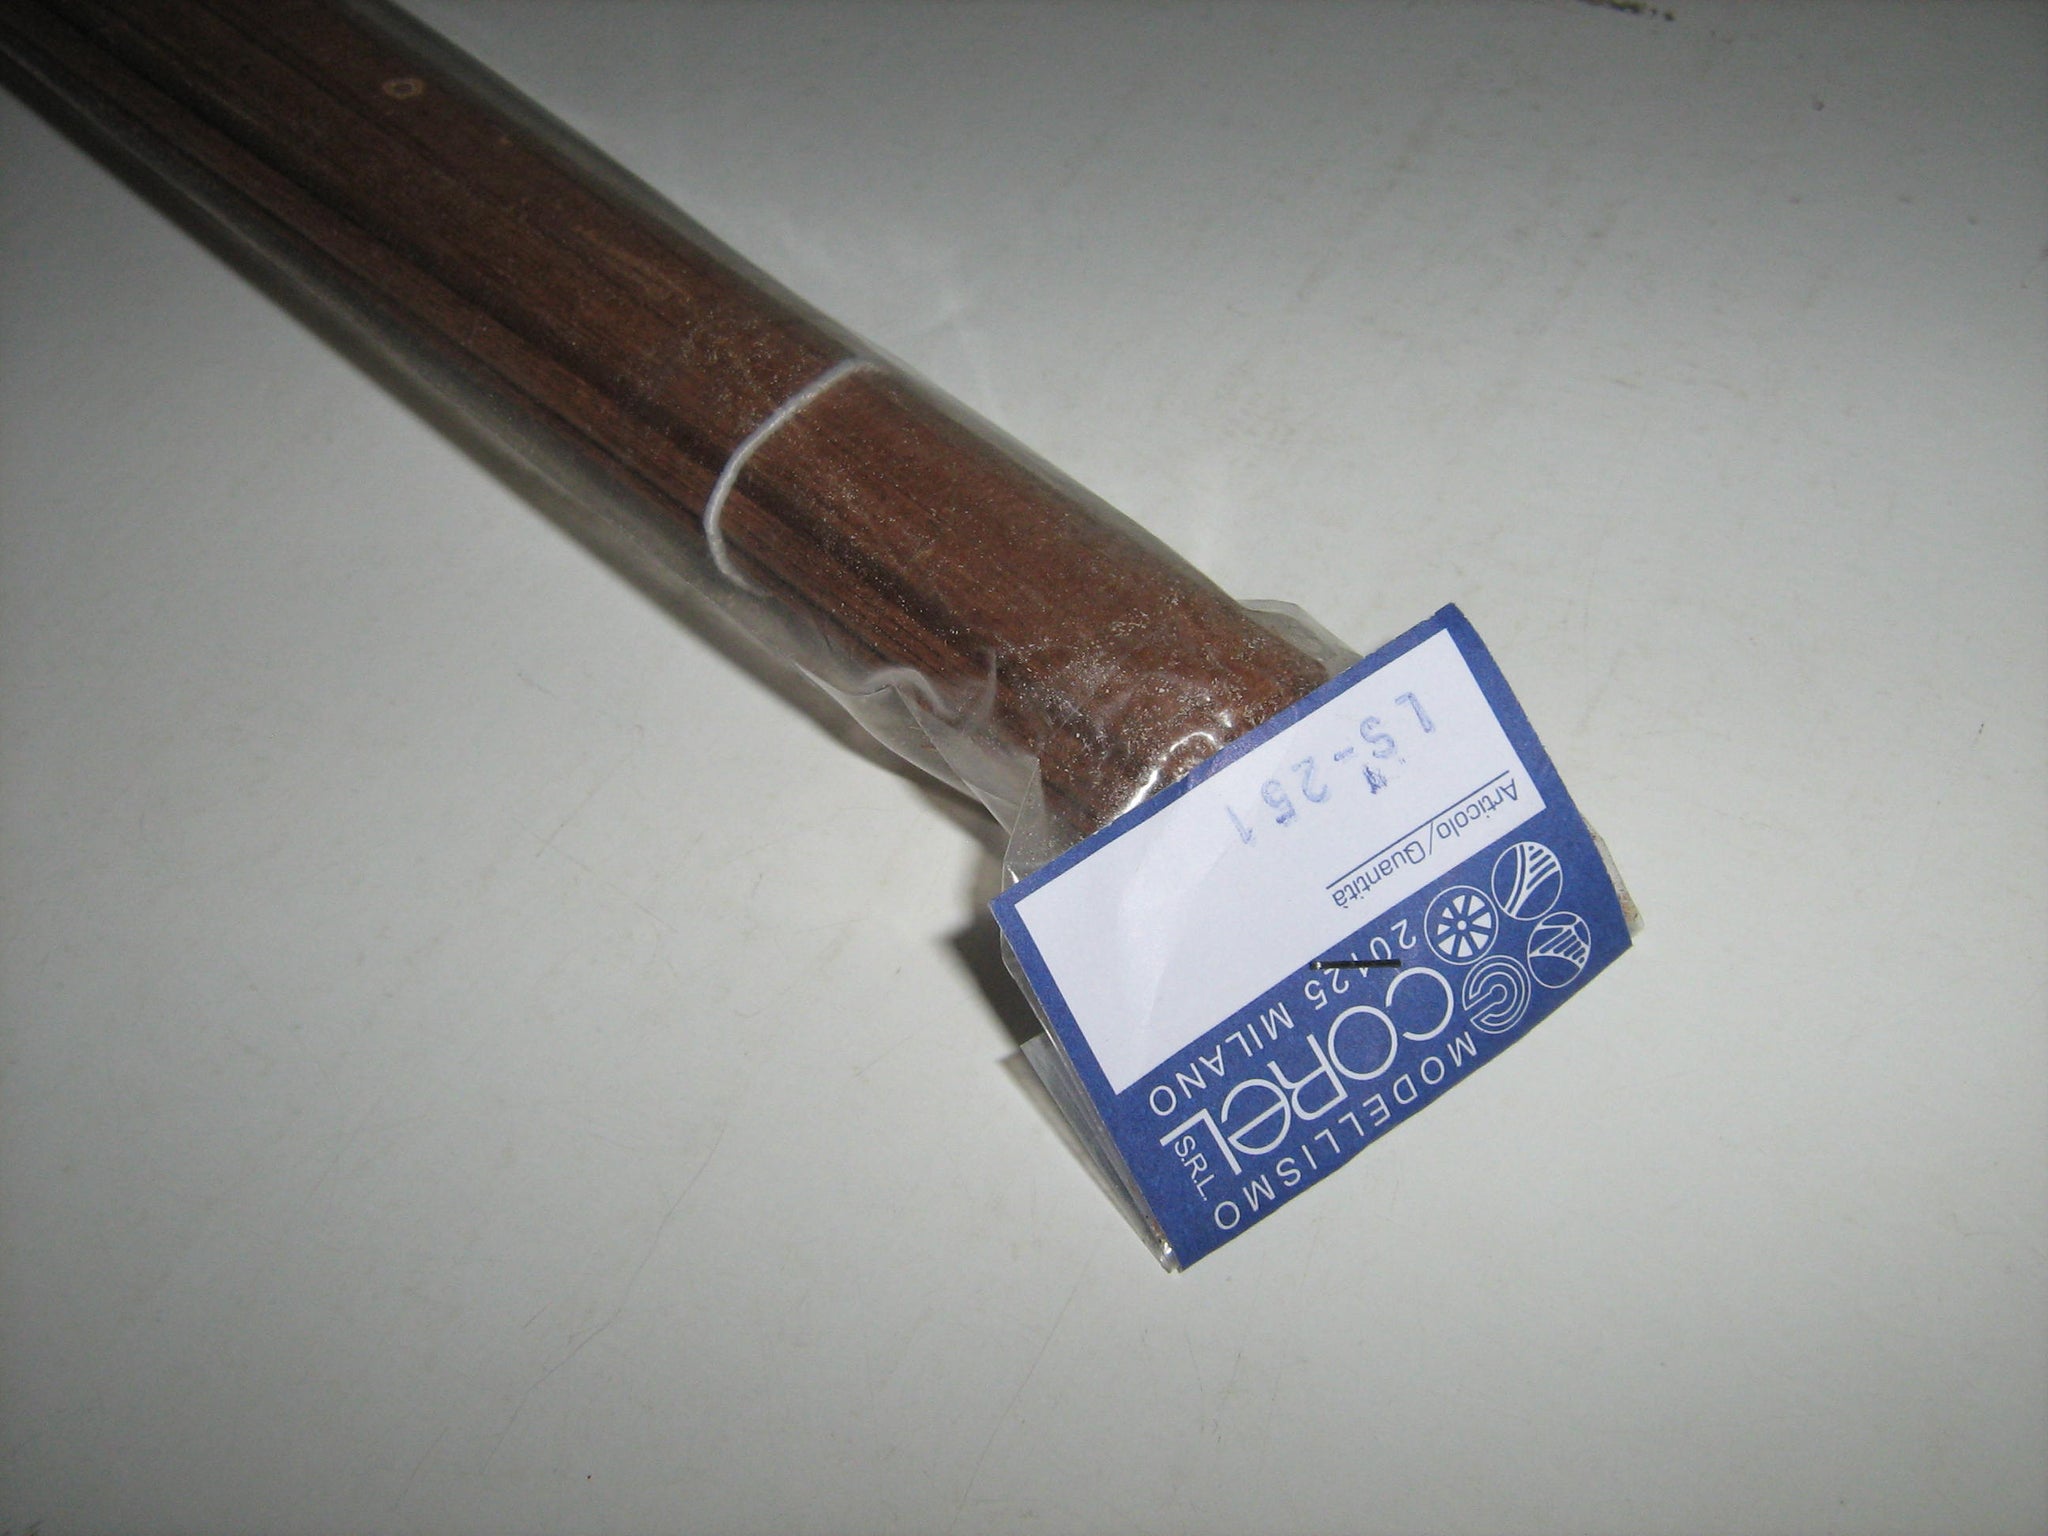 MODELLISMO
COREL S.R.L.
20125 MILANO
Articolo/Quantità
LS-251